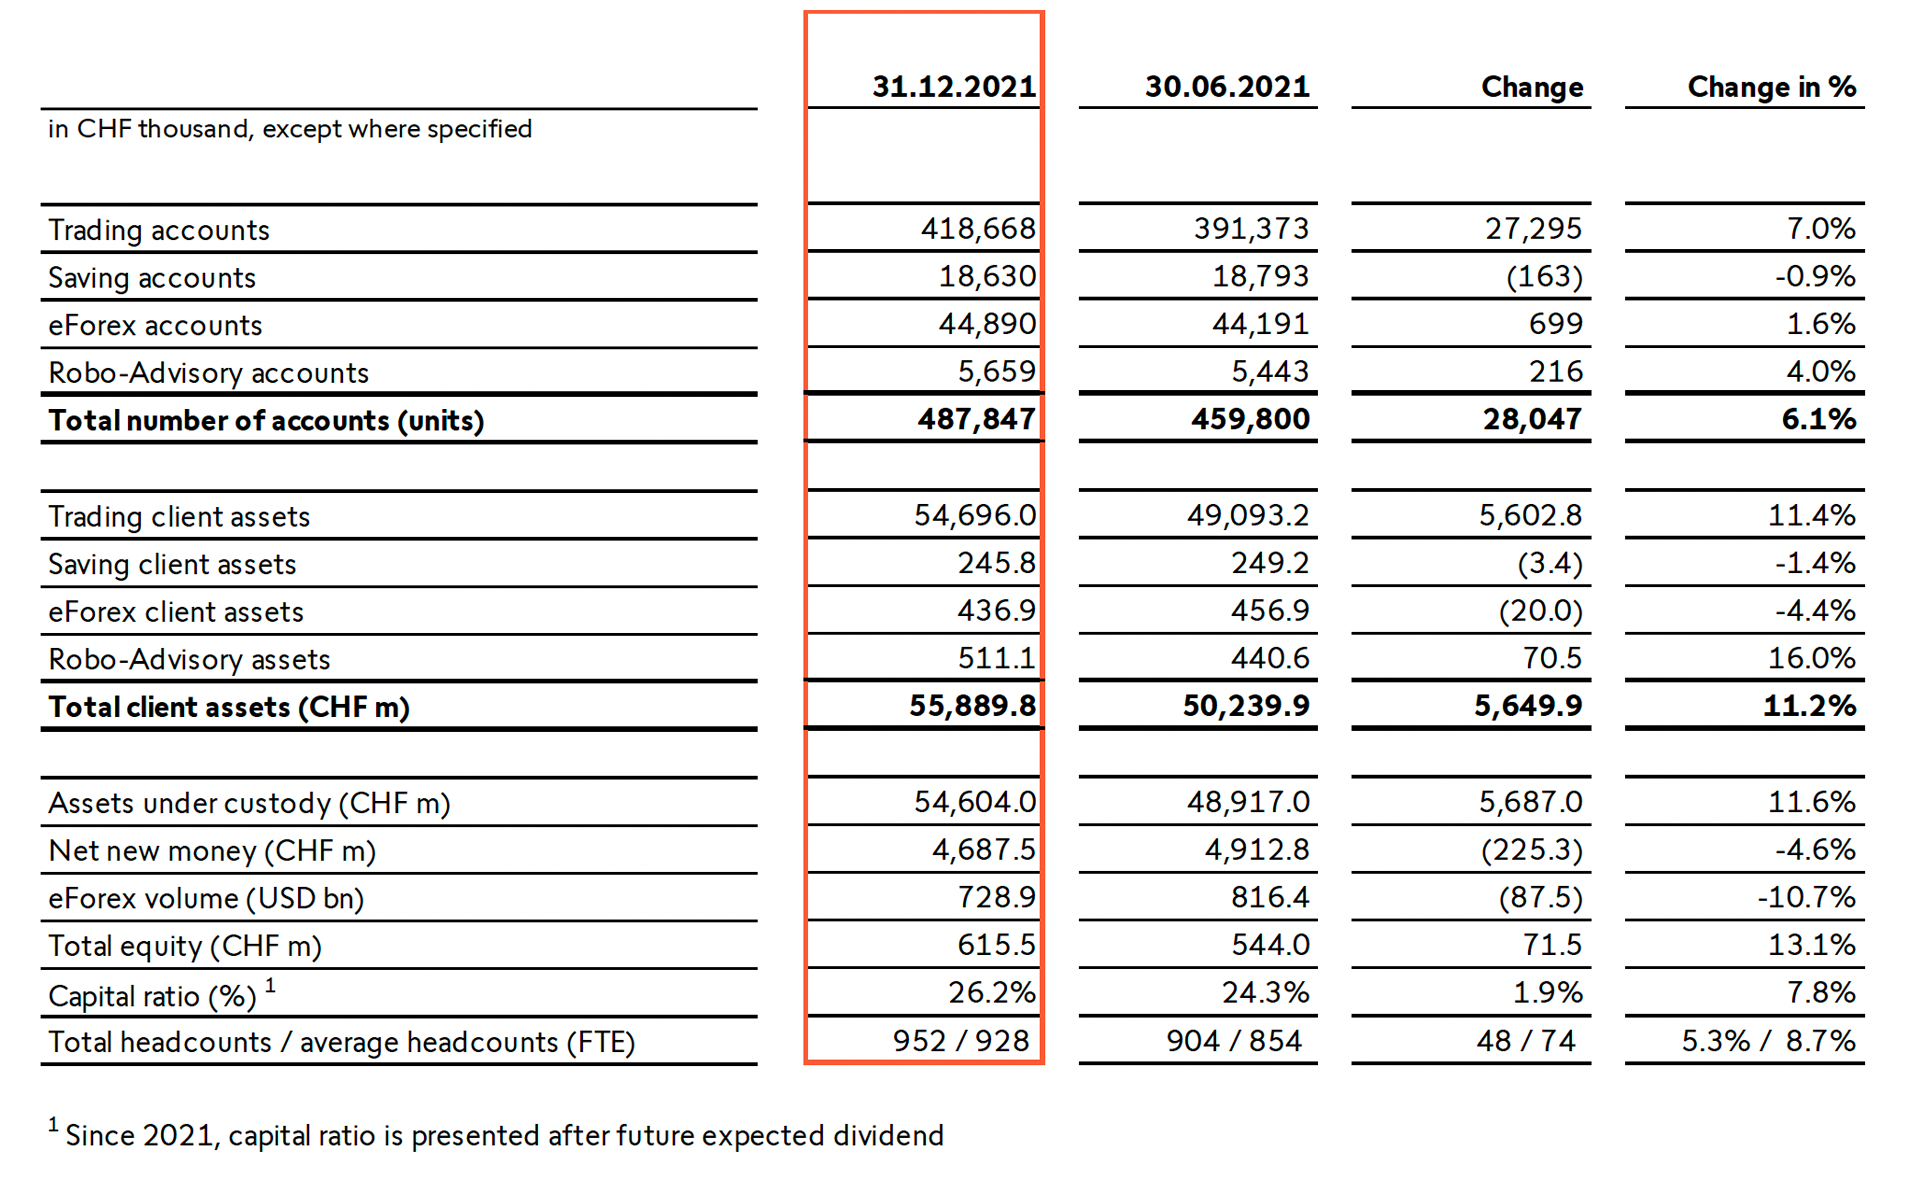 31.12.2021 30.06.2021 Change Change in %
in CHF thousand, except where specified
Trading accounts 418,668 391,373 27,295 7.0%
Saving accounts 18,630 18,793 (163) -0.9%
eForex accounts 44,890 44,191 699 1.6%
Robo-Advisory accounts 5,659 5,443 216 4.0%
Total number of accounts (units) 487,847 459,800 28,047 6.1%
Trading client assets 54,696.0 49,093.2 5,602.8 11.4%
Saving client assets 245.8 249.2 (3.4) -1.4%
eForex client assets 436.9 456.9 (20.0) -4.4%
Robo-Advisory assets 511.1 440.6 70.5 16.0%
Total client assets (CHF m) 55,889.8 50,239.9 5,649.9 11.2%
Assets under custody (CHF m) 54,604.0 48,917.0 5,687.0 11.6%
Net new money (CHF m) 4,687.5 4,912.8 (225.3) -4.6%
eForex volume (USD bn) 728.9 816.4 (87.5) -10.7%
Total equity (CHF m) 615.5 544.0 71.5 13.1%
Capital ratio (%) ¹ 26.2% 24.3% 1.9% 7.8%
Total headcounts / average headcounts (FTE) 952 / 928 904 / 854 48 / 74 5.3% / 8.7%
¹ Since 2021, capital ratio is presented after future expected dividend